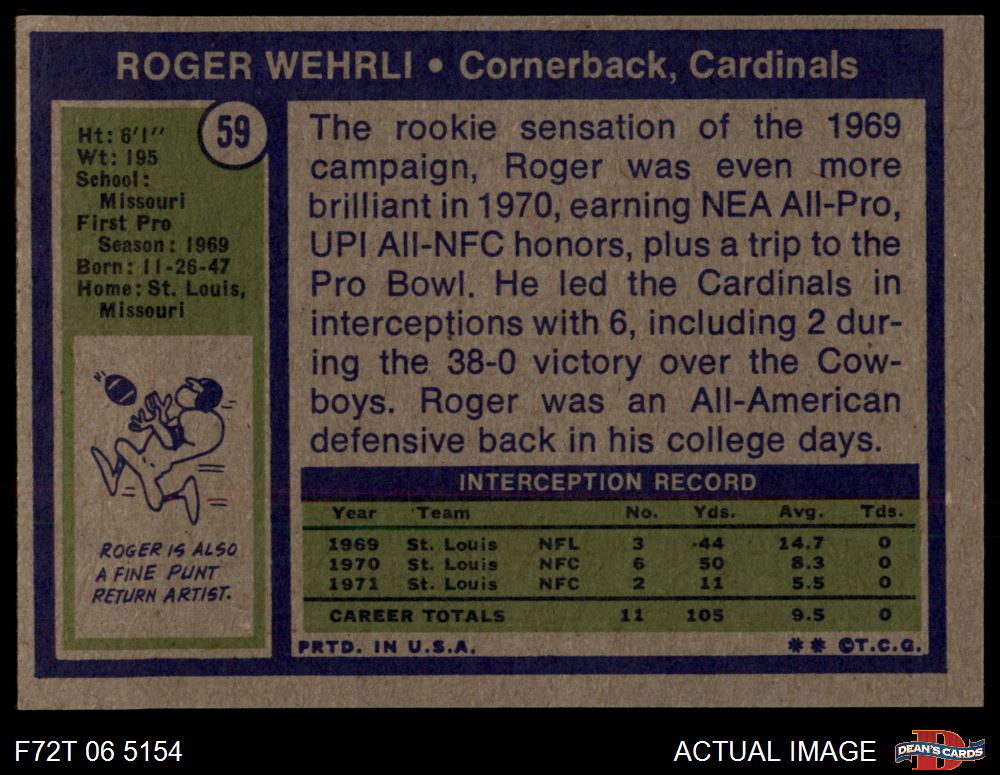 ROGER WEHRLI • Cornerback, Cardinals
59
Ht: 6'1"
Wt: 195
School:
Missouri
First Pro
Season: 1969
Born: 11-26-47
Home: St. Louis,
Missouri
ROGER IS ALSO
A FINE PUNT
RETURN ARTIST.
The rookie sensation of the 1969
campaign, Roger was even more
brilliant in 1970, earning NEA All-Pro,
UPI All-NFC honors, plus a trip to the
Pro Bowl. He led the Cardinals in
interceptions with 6, including 2 dur-
ing the 38-0 victory over the Cow-
boys. Roger was an All-American
defensive back in his college days.
INTERCEPTION RECORD
Year Team No. Yds. Avg. Tds.
1969 St. Louis NFL 3 44 14.7 0
1970 St. Louis NFC 6 50 8.3 0
1971 St. Louis NFC 2 11 5.5 0
CAREER TOTALS 11 105 9.5 0
PRTD. IN U.S.A. ** ©T.C.G.
F72T 06 5154 ACTUAL IMAGE DEAN'S CARDS